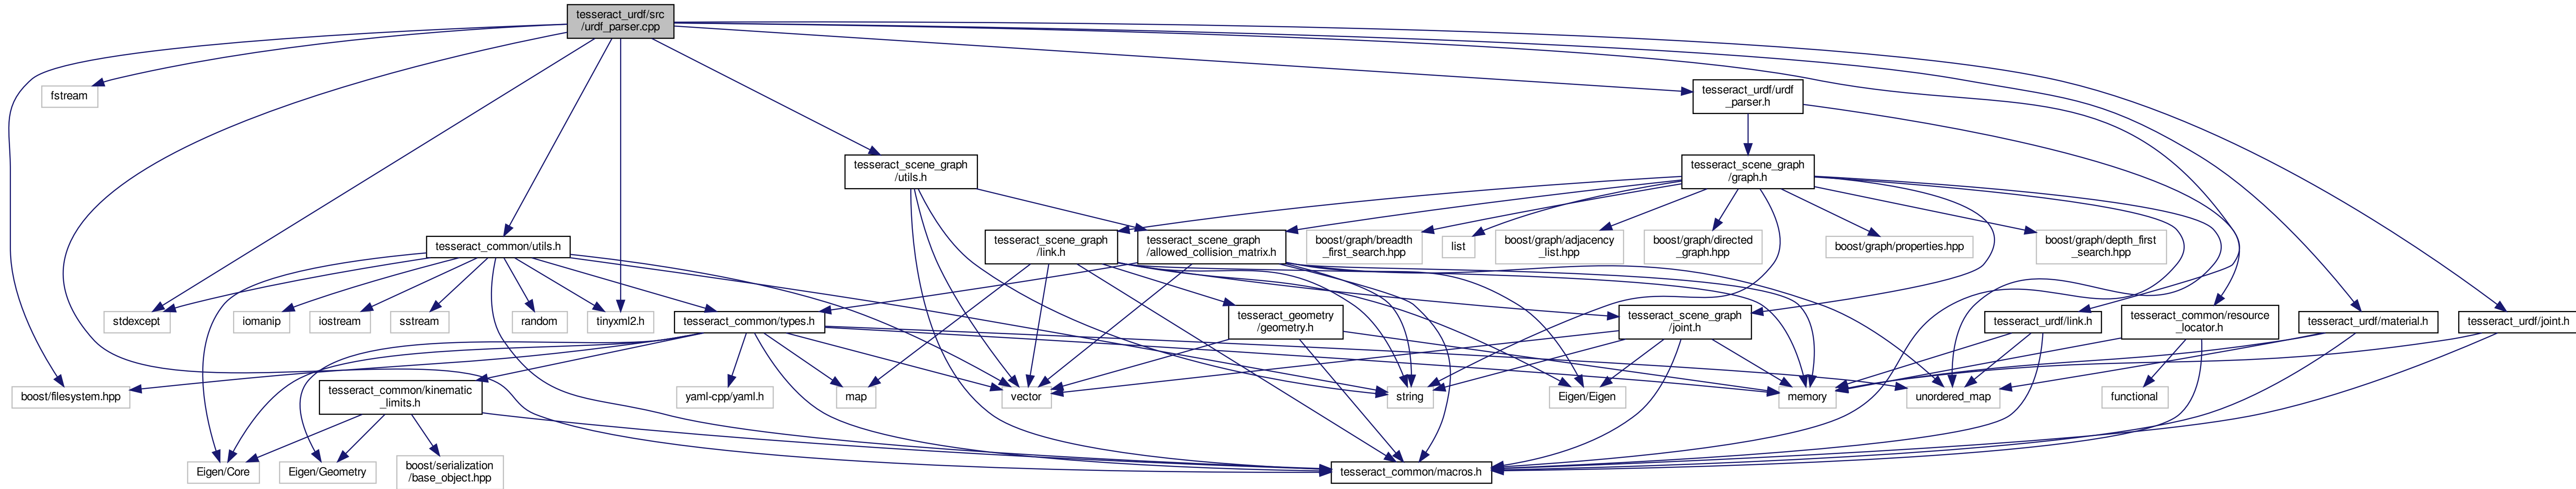 tesseract_urdf/src
/urdf_parser.cpp
fstream
tesseract_urdf/urdf
_parser.h
tesseract_scene_graph
/utils.h
tesseract_scene_graph
/graph.h
tesseract_common/utils.h
tesseract_scene_graph
/link.h
tesseract_scene_graph
/allowed_collision_matrix.h
boost/graph/breadth
_first_search.hpp
list
boost/graph/adjacency
_list.hpp
boost/graph/directed
_graph.hpp
boost/graph/properties.hpp
boost/graph/depth_first
_search.hpp
stdexcept
iomanip
iostream
sstream
random
tinyxml2.h
tesseract_common/types.h
tesseract_geometry
/geometry.h
tesseract_scene_graph
/joint.h
tesseract_urdf/link.h
tesseract_common/resource
_locator.h
tesseract_urdf/material.h
tesseract_urdf/joint.h
boost/filesystem.hpp
tesseract_common/kinematic
_limits.h
yaml-cpp/yaml.h
map
vector
string
Eigen/Eigen
memory
unordered_map
functional
Eigen/Core
Eigen/Geometry
boost/serialization
/base_object.hpp
tesseract_common/macros.h